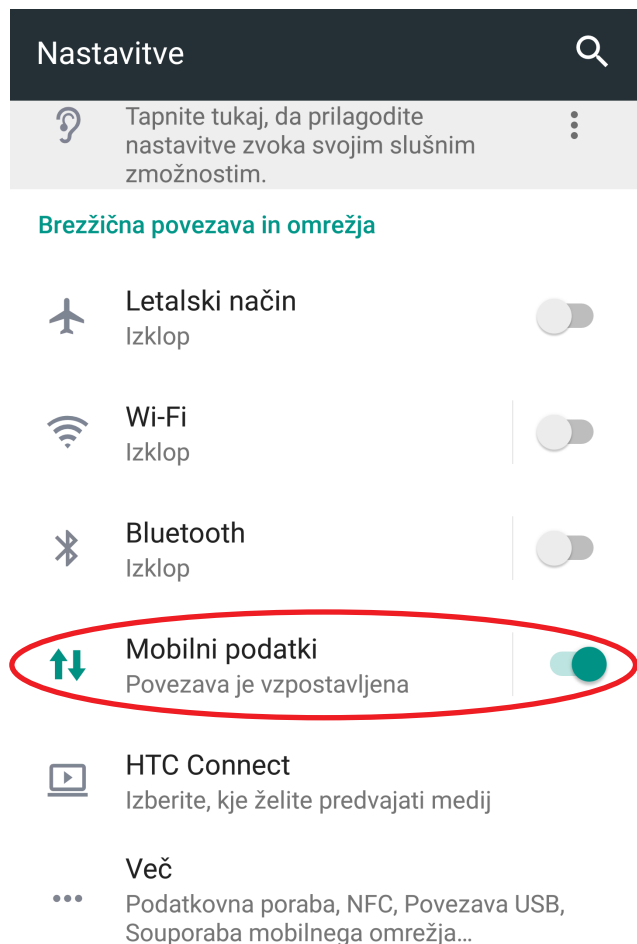 Nastavitve
Tapnite tukaj, da prilagodite
nastavitve zvoka svojim slušnim
zmožnostim.
Brezžična povezava in omrežja
Letalski način
Izklop
Wi-Fi
Izklop
Bluetooth
Izklop
Mobilni podatki
Povezava je vzpostavljena
HTC Connect
Izberite, kje želite predvajati medij
Več
Podatkovna poraba, NFC, Povezava USB,
Souporaba mobilnega omrežja...